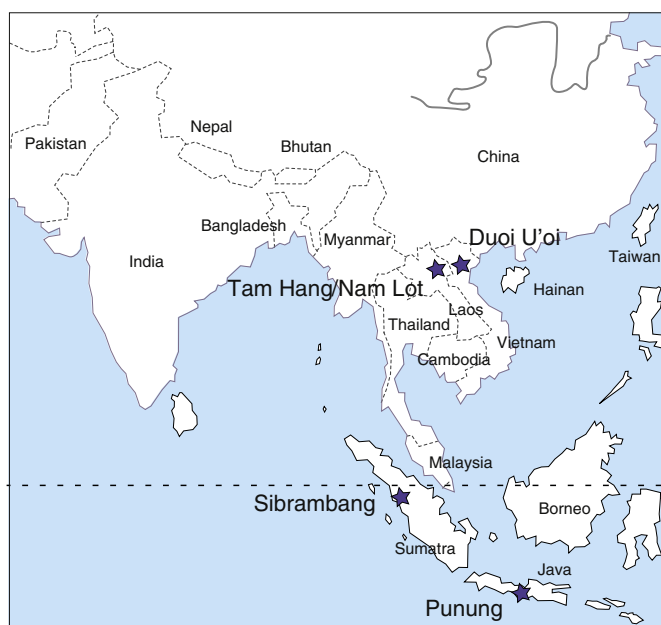 Nepal
Pakistan
Bhutan
China
Bangladesh
Myanmar
Duoi U'oi
India
Taiwan
Tam Hang/Nam Lot
Hainan
Laos
Thailand
Vietnam
Cambodia
Malaysia
Sibrambang
Borneo
Sumatra
Java
Punung